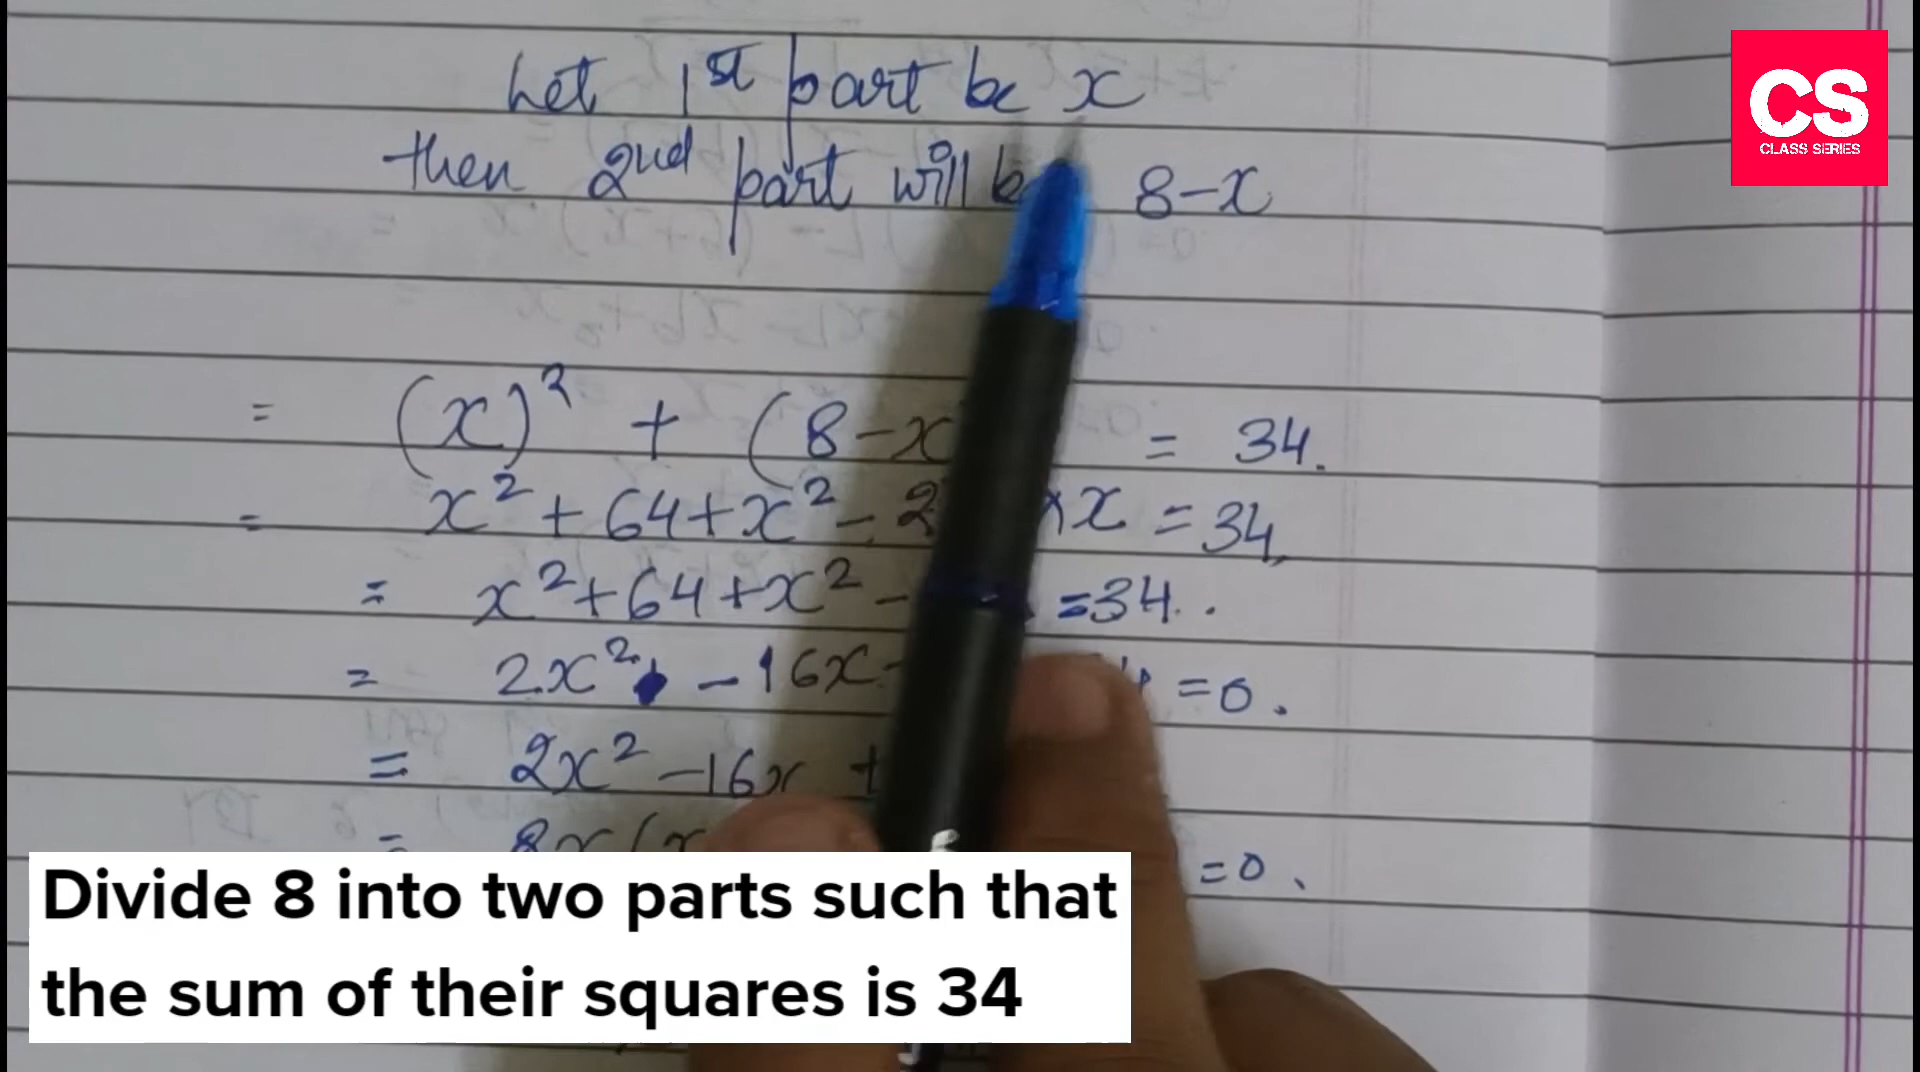 Let 1st part be x
then 2nd part will be 8-x
CS
CLASS SERIES
= (x)² + (8-x = 34.
= x² + 64 + x² - 2 x x = 34,
= x² + 64 + x² - = 34.
= 2x² - 16x = 0.
= 2x² - 16x +
= (x = 0.
Divide 8 into two parts such that
the sum of their squares is 34